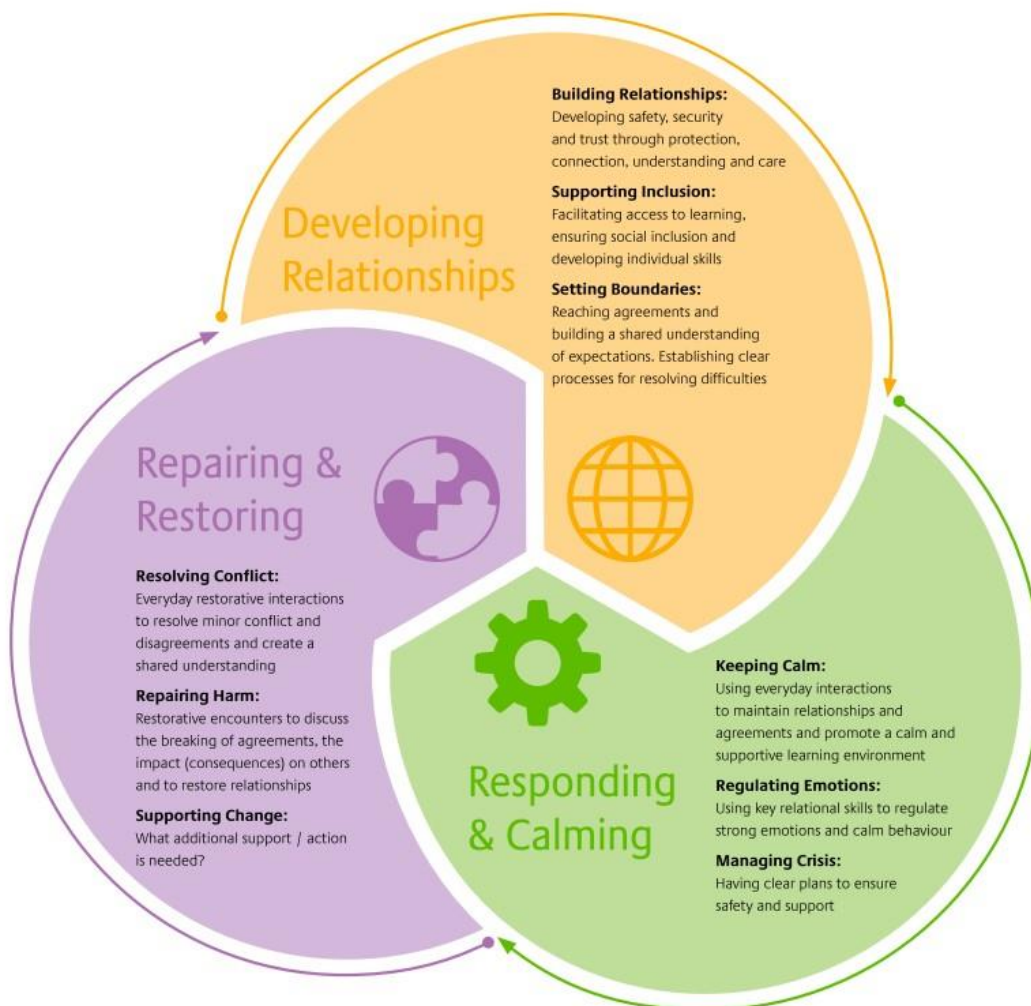 Developing
Relationships
Building Relationships:
Developing safety, security
and trust through protection,
connection, understanding and care
Supporting Inclusion:
Facilitating access to learning,
ensuring social inclusion and
developing individual skills
Setting Boundaries:
Reaching agreements and
building a shared understanding
of expectations. Establishing clear
processes for resolving difficulties
Repairing &
Restoring
Resolving Conflict:
Everyday restorative interactions
to resolve minor conflict and
disagreements and create a
shared understanding
Repairing Harm:
Restorative encounters to discuss
the breaking of agreements, the
impact (consequences) on others
and to restore relationships
Supporting Change:
What additional support / action
is needed?
Responding
& Calming
Keeping Calm:
Using everyday interactions
to maintain relationships and
agreements and promote a calm and
supportive learning environment
Regulating Emotions:
Using key relational skills to regulate
strong emotions and calm behaviour
Managing Crisis:
Having clear plans to ensure
safety and support